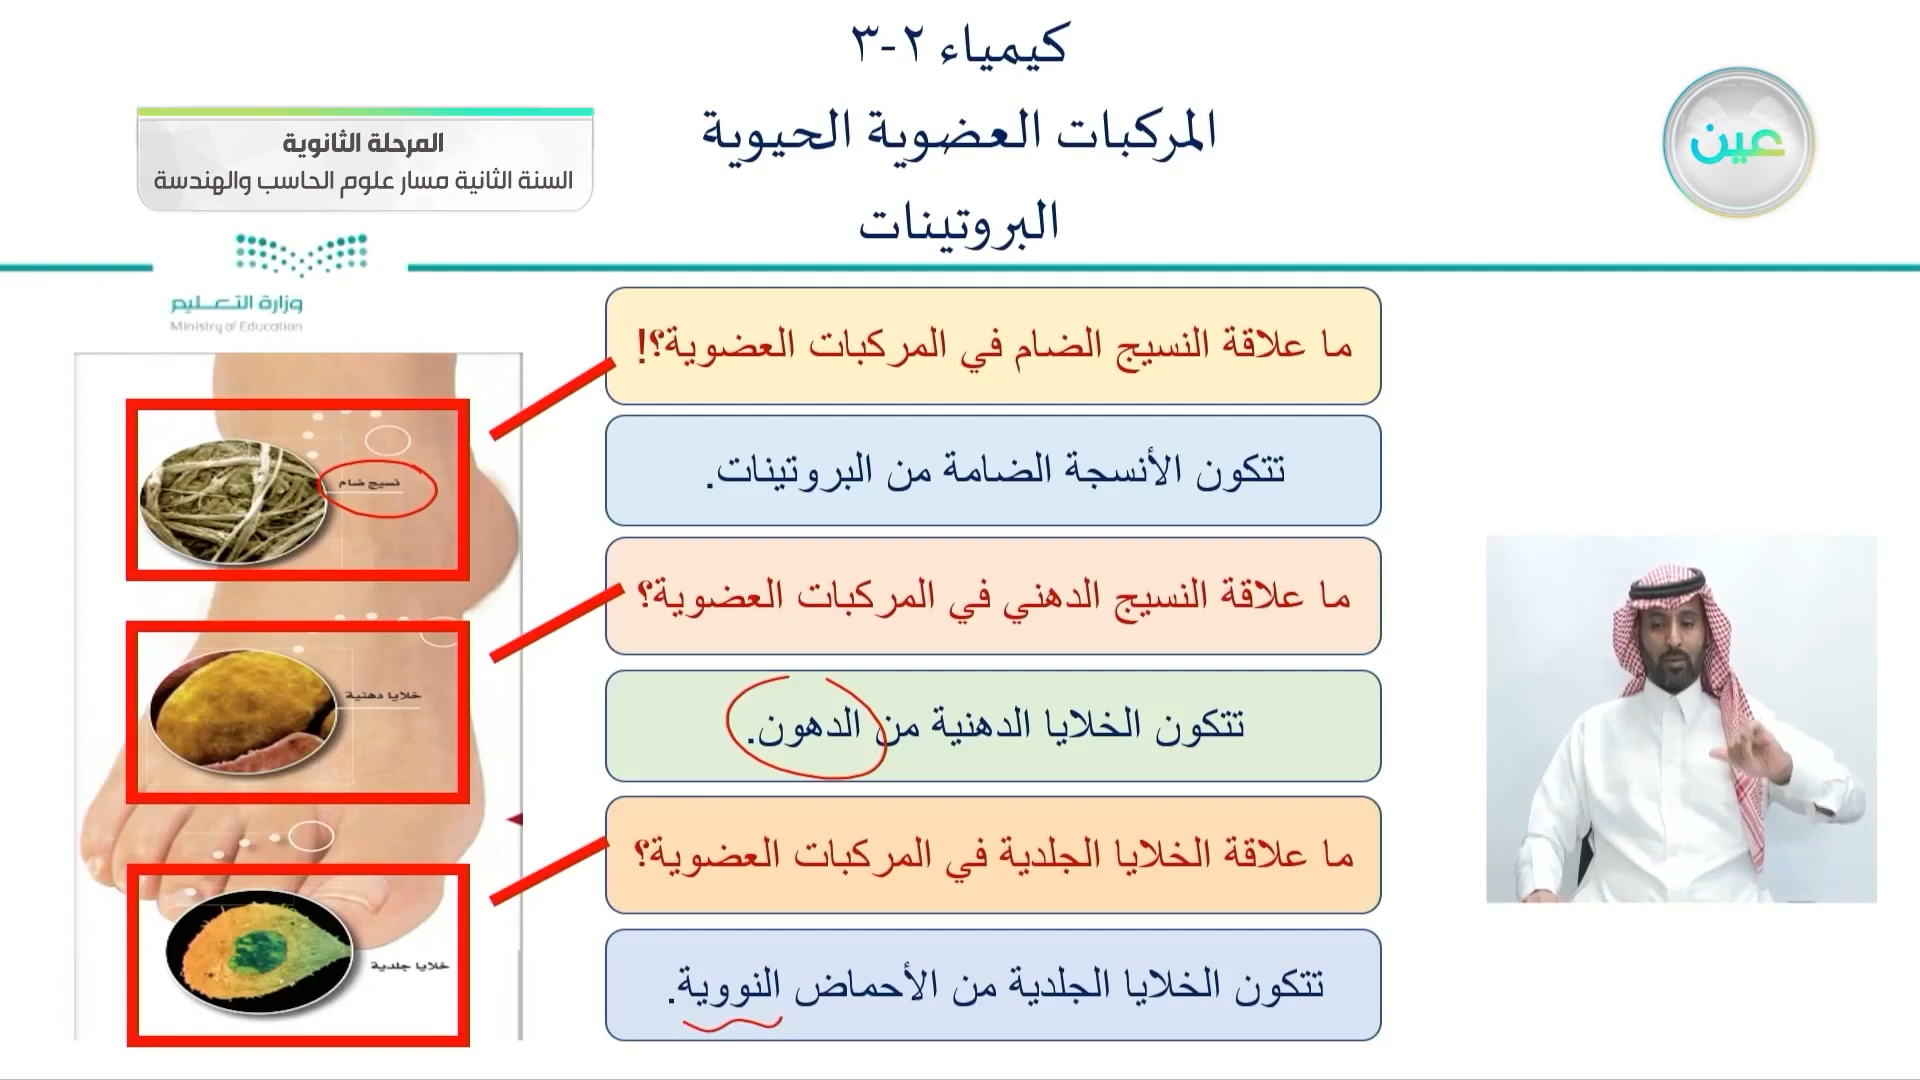 كيمياء ٢-٣
المركبات العضوية الحيوية
البروتينات
عين
المرحلة الثانوية
السنة الثانية مسار علوم الحاسب والهندسة
وزارة التعليم
Ministry of Education
ما علاقة النسيج الضام في المركبات العضوية؟!
تتكون الأنسجة الضامة من البروتينات.
ما علاقة النسيج الدهني في المركبات العضوية؟
تتكون الخلايا الدهنية من الدهون.
ما علاقة الخلايا الجلدية في المركبات العضوية؟
تتكون الخلايا الجلدية من الأحماض النووية.
نسيج ضام
خلايا دهنية
خلايا جلدية